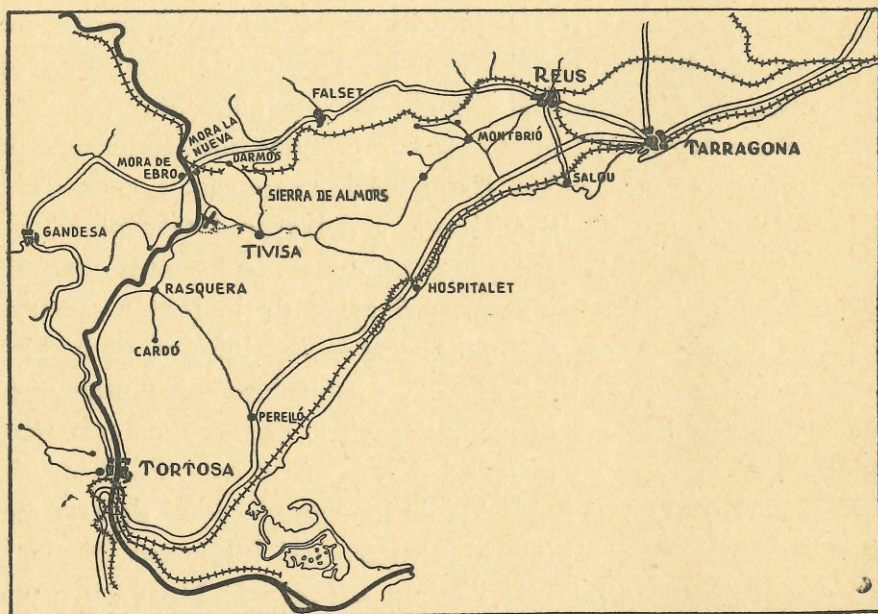 REUS
FALSET
MORA LA
NUEVA
MONTBRIÓ
TARRAGONA
DARMOS
MORA DE
EBRO
SALOU
SIERRA DE ALMORS
GANDESA
TIVISA
RASQUERA
HOSPITALET
CARDÓ
PERELLÓ
TORTOSA